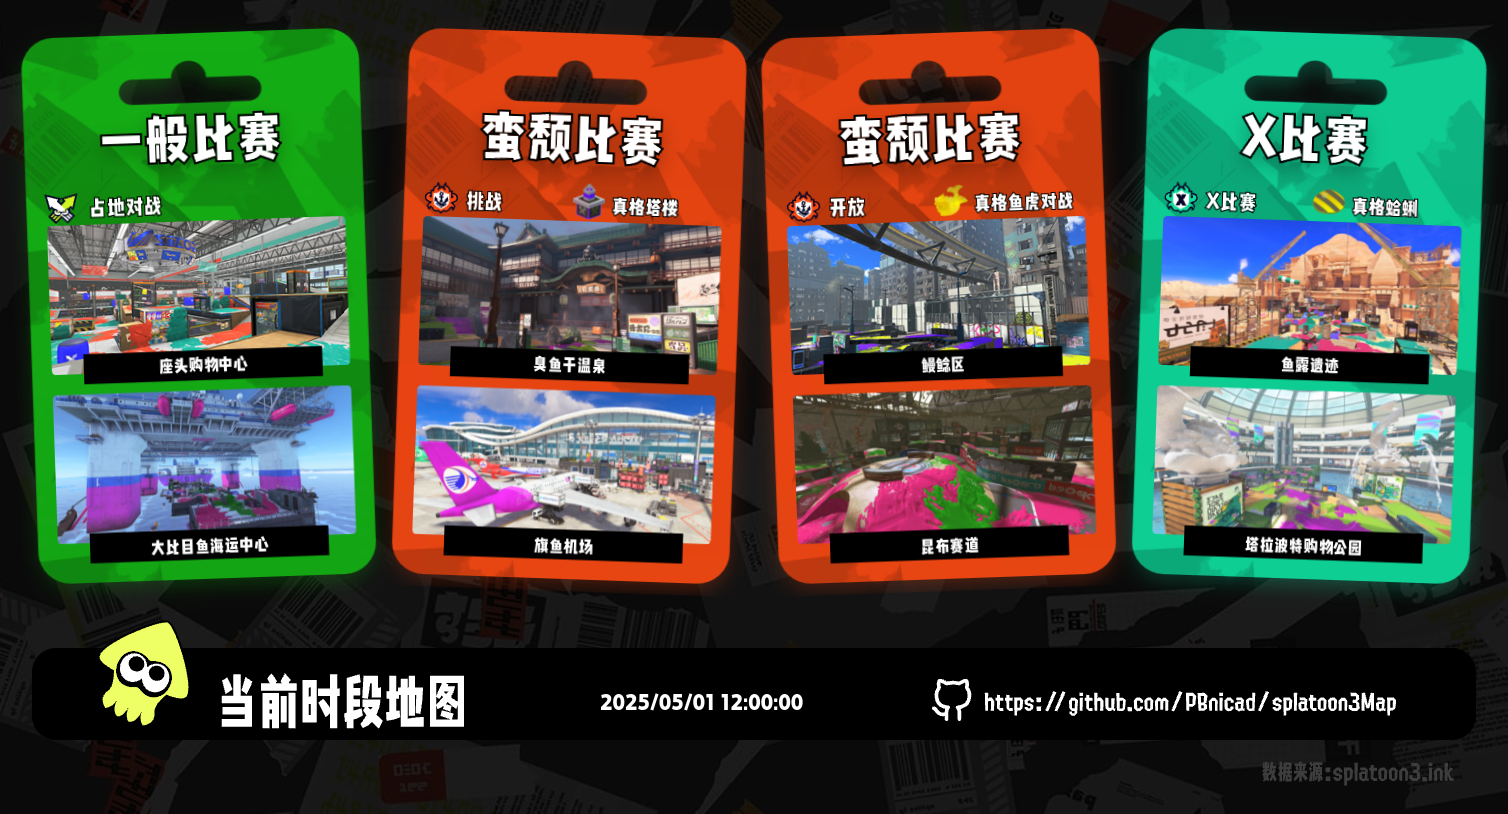 一般比赛
占地对战
座头购物中心
大比目鱼海运中心
蛮颓比赛
挑战
真格塔楼
臭鱼干温泉
旗鱼机场
蛮颓比赛
开放
真格鱼虎对战
鳗鲶区
昆布赛道
X比赛
X比赛
真格蛤蜊
鱼露遗迹
塔拉波特购物公园
当前时段地图
2025/05/01 12:00:00
https://github.com/PBnicad/splatoon3Map
数据来源:splatoon3.ink